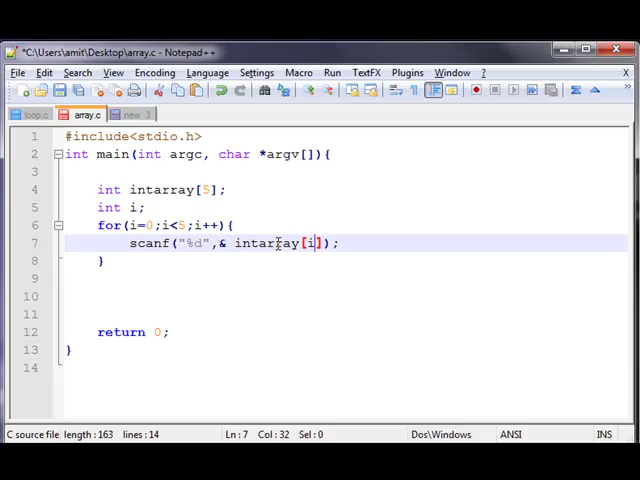 *C:\Users\amit\Desktop\array.c - Notepad++
File Edit Search View Encoding Language Settings Macro Run TextFX Plugins Window ? X
loop.c array.c new 3
1 #include<stdio.h>
2 int main(int argc, char *argv[]){
3
4 int intarray[5];
5 int i;
6 for(i=0;i<5;i++){
7 scanf("%d",& intarray[i]);
8 }
9
10
11
12 return 0;
13 }
14
C source file length : 163 lines : 14 Ln : 7 Col : 32 Sel : 0 Dos\Windows ANSI INS